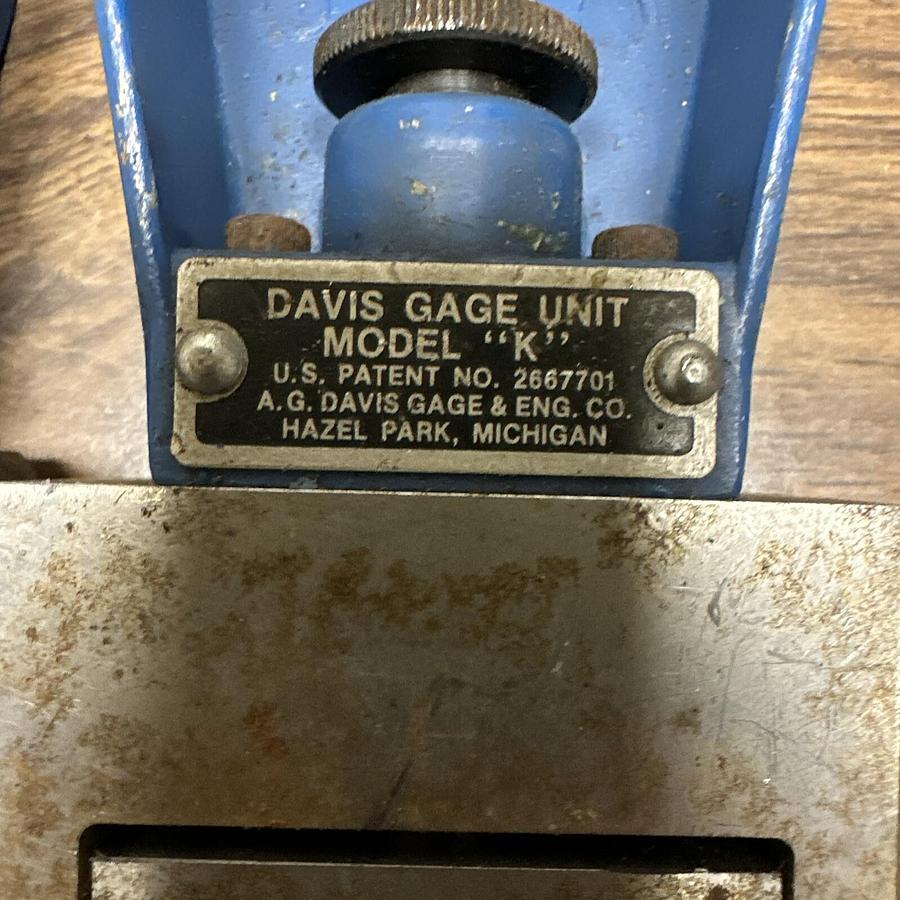 DAVIS GAGE UNIT
MODEL “K”
U.S. PATENT NO. 2667701
A.G. DAVIS GAGE & ENG. CO.
HAZEL PARK, MICHIGAN